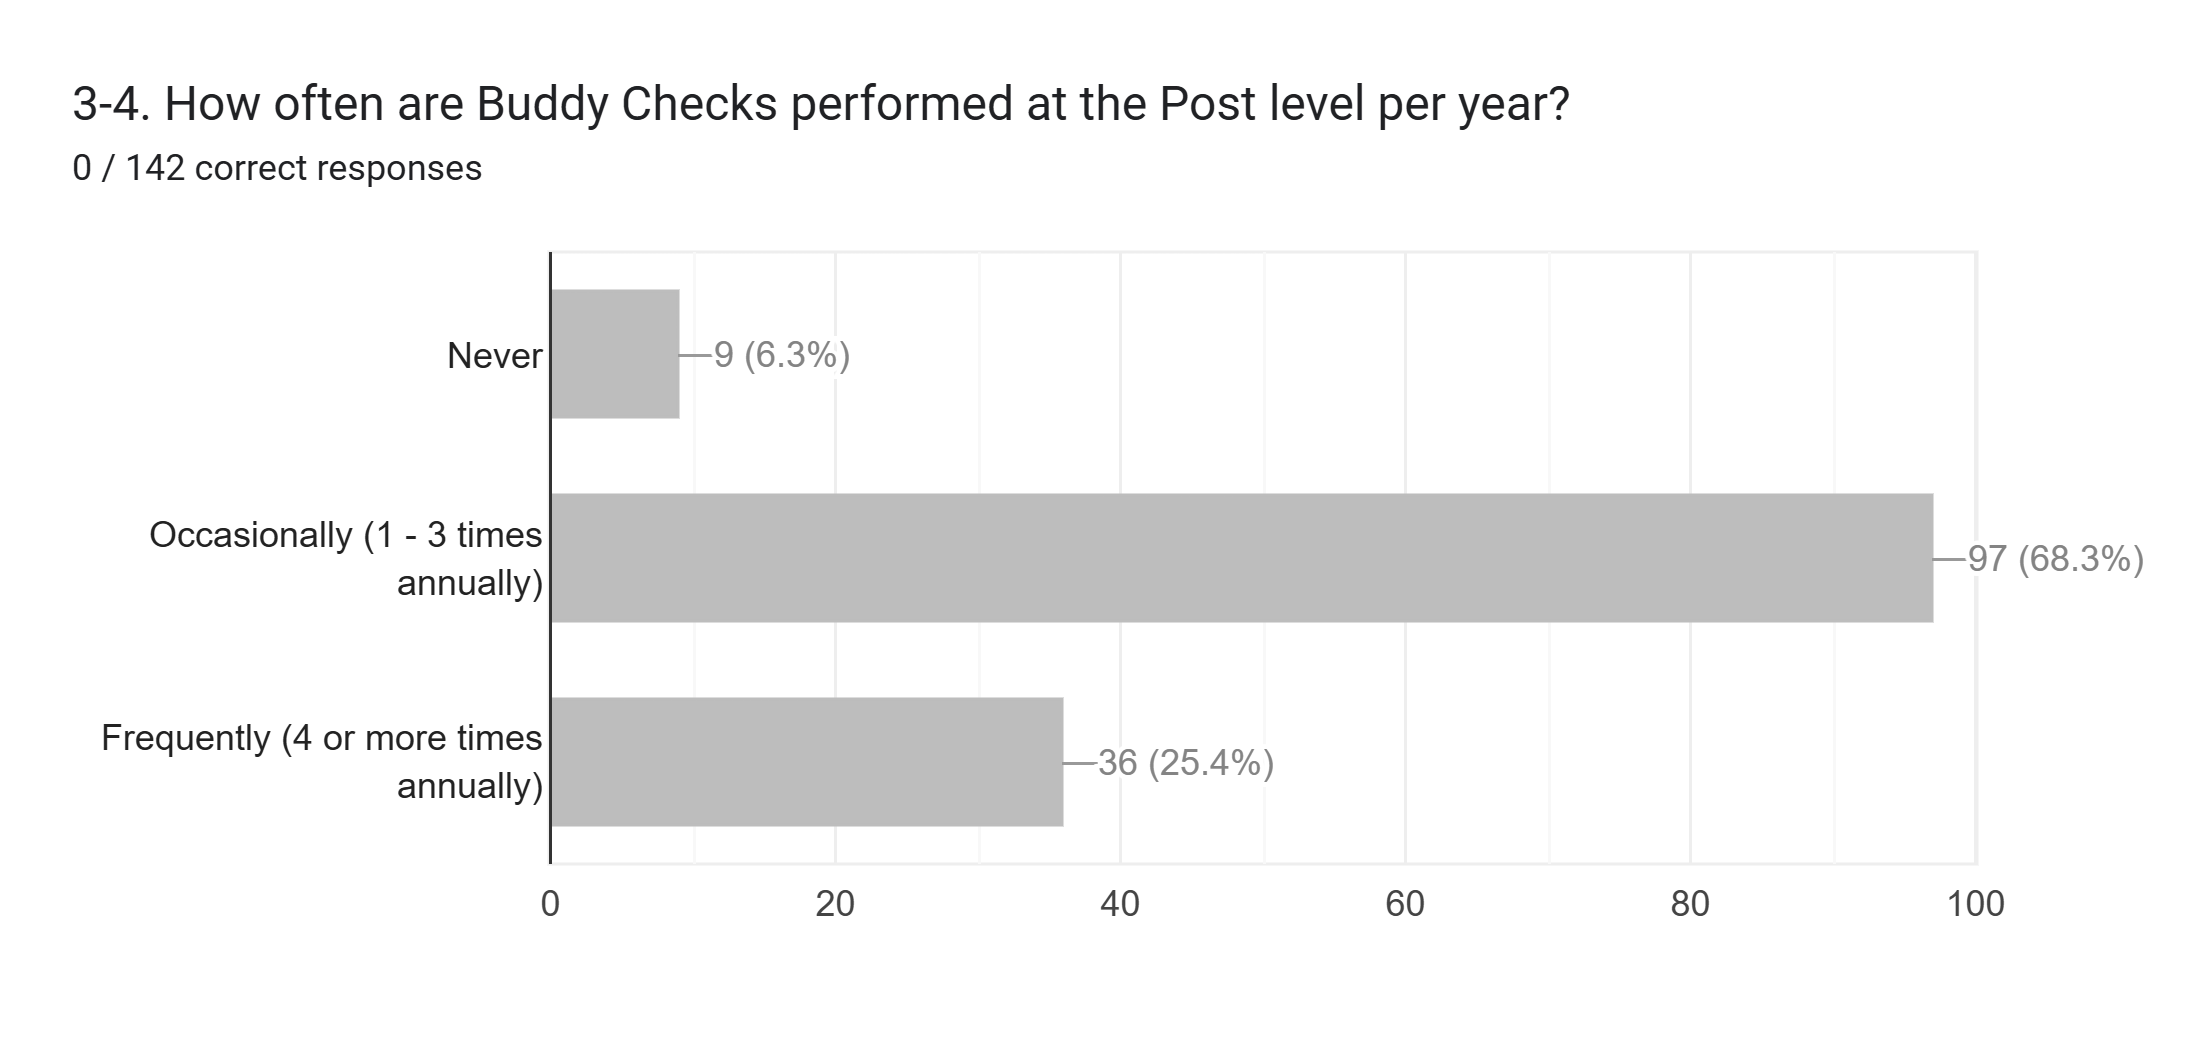 3-4. How often are Buddy Checks performed at the Post level per year?
0 / 142 correct responses
Never
9 (6.3%)
Occasionally (1 - 3 times
annually)
97 (68.3%)
Frequently (4 or more times
annually)
36 (25.4%)
0 20 40 60 80 100